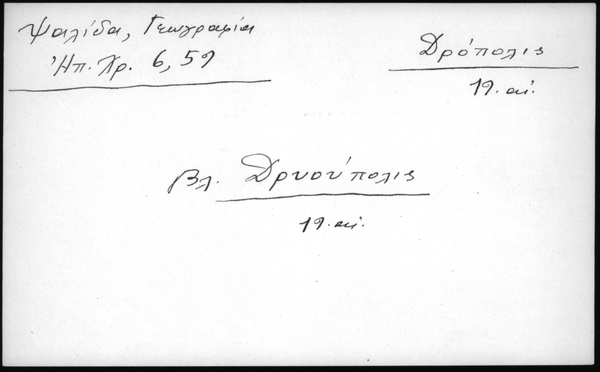 Ψαλίδα, Γεωγραφία
Ἠπ. Χρ. 6, 59
Δρόπολις
19. αἰ.
βλ. Δρυούπολις
19. αἰ.